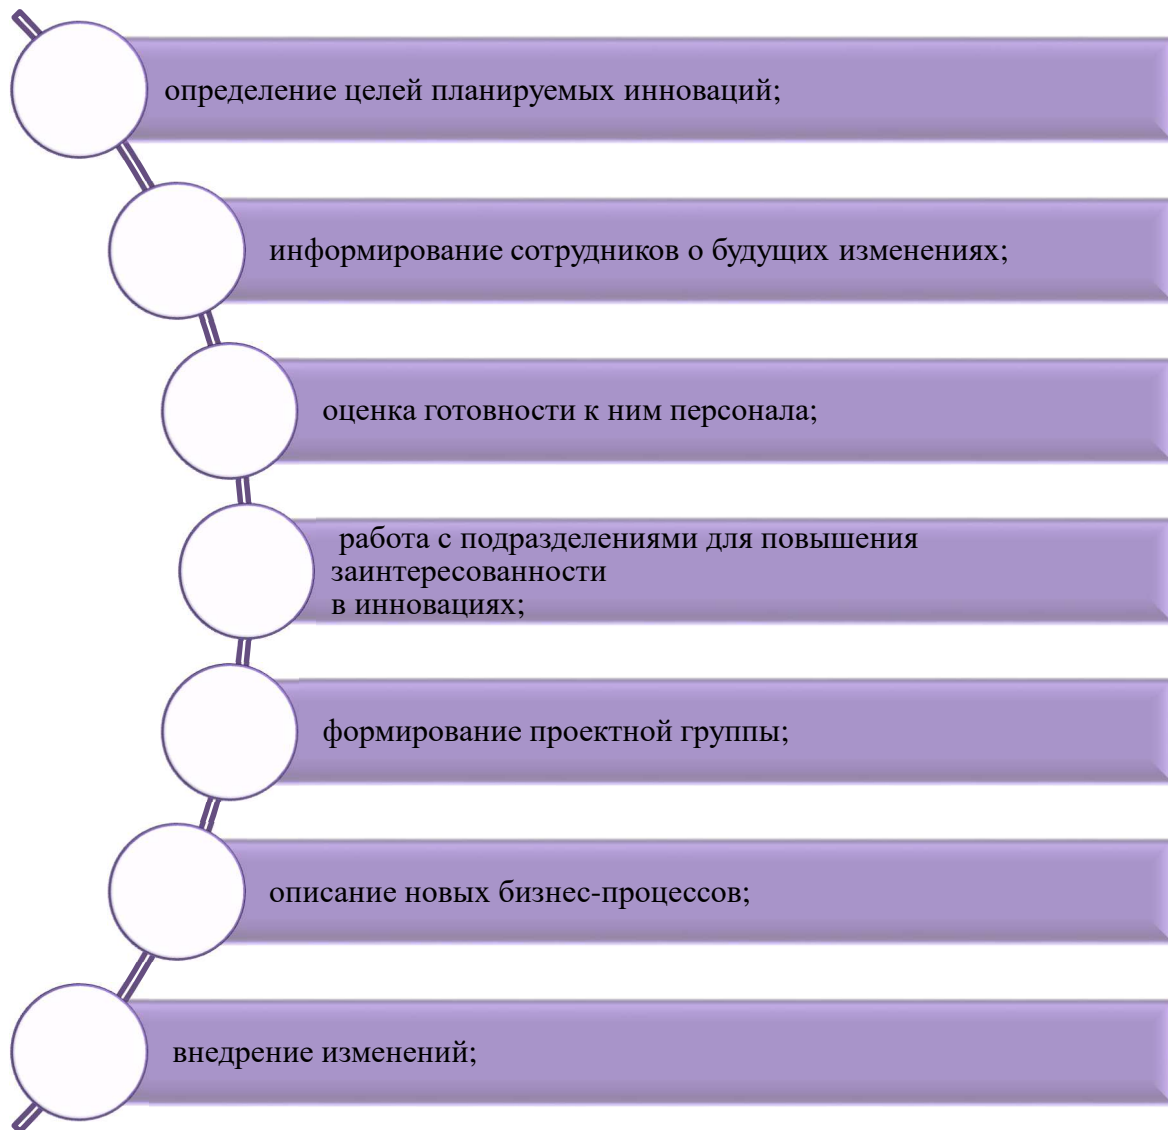 определение целей планируемых инноваций;
информирование сотрудников о будущих изменениях;
оценка готовности к ним персонала;
работа с подразделениями для повышения
заинтересованности
в инновациях;
формирование проектной группы;
описание новых бизнес-процессов;
внедрение изменений;